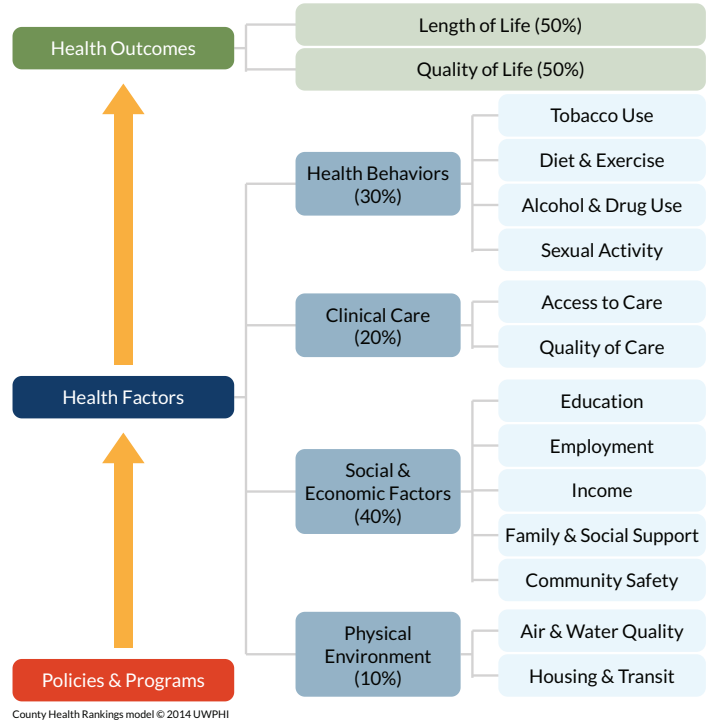 Health Outcomes
Length of Life (50%)
Quality of Life (50%)
Health Factors
Health Behaviors
(30%)
Tobacco Use
Diet & Exercise
Alcohol & Drug Use
Sexual Activity
Clinical Care
(20%)
Access to Care
Quality of Care
Social &
Economic Factors
(40%)
Education
Employment
Income
Family & Social Support
Community Safety
Physical
Environment
(10%)
Air & Water Quality
Housing & Transit
Policies & Programs
County Health Rankings model © 2014 UWPHI